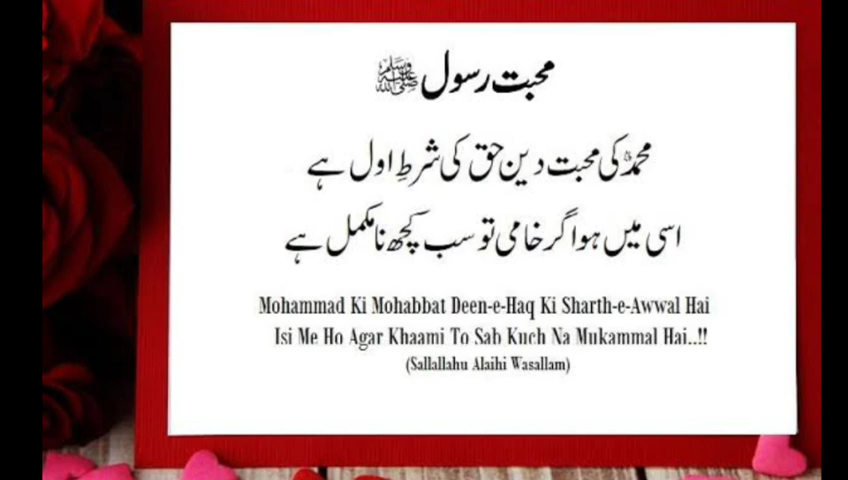 محبت رسول ﷺ
محمدؐ کی محبت دین حق کی شرطِ اول ہے
اسی میں ہو اگر خامی تو سب کچھ نا مکمل ہے
Mohammad Ki Mohabbat Deen-e-Haq Ki Sharth-e-Awwal Hai
Isi Me Ho Agar Khaami To Sab Kuch Na Mukammal Hai..!!
(Sallallahu Alaihi Wasallam)